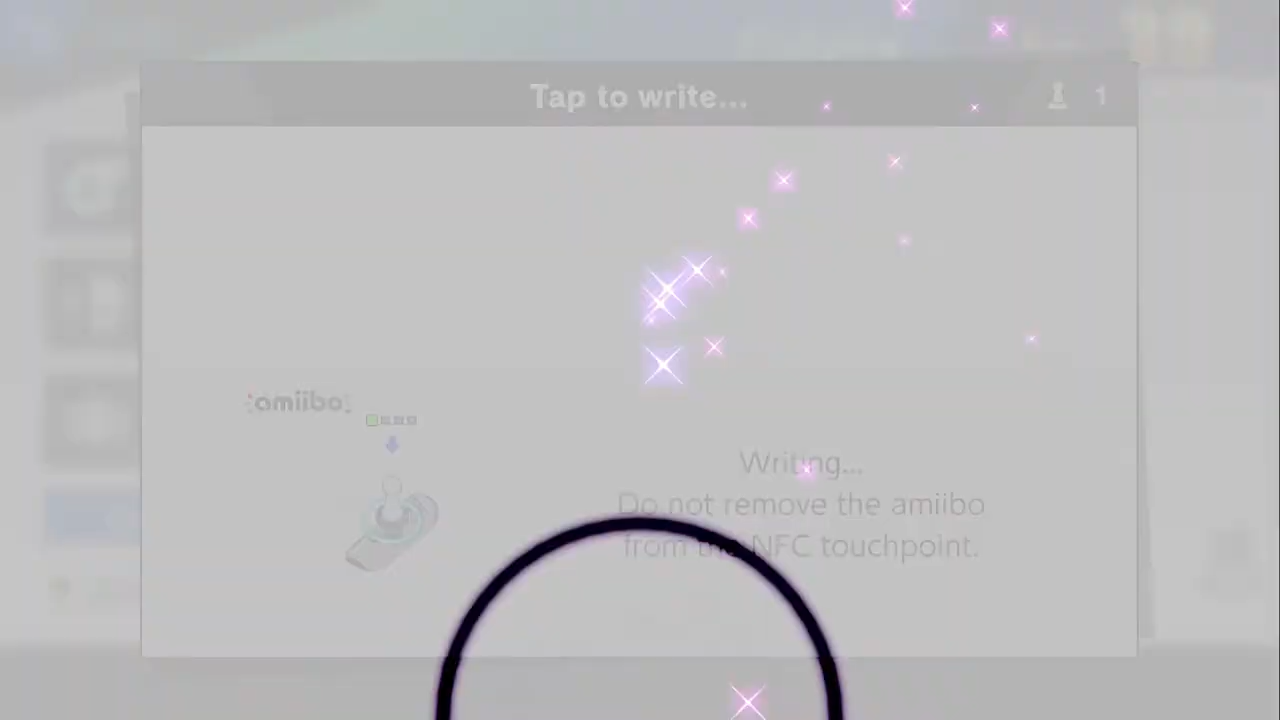 Tap to write...
1
amiibo
Writing...
Do not remove the amiibo
from the NFC touchpoint.